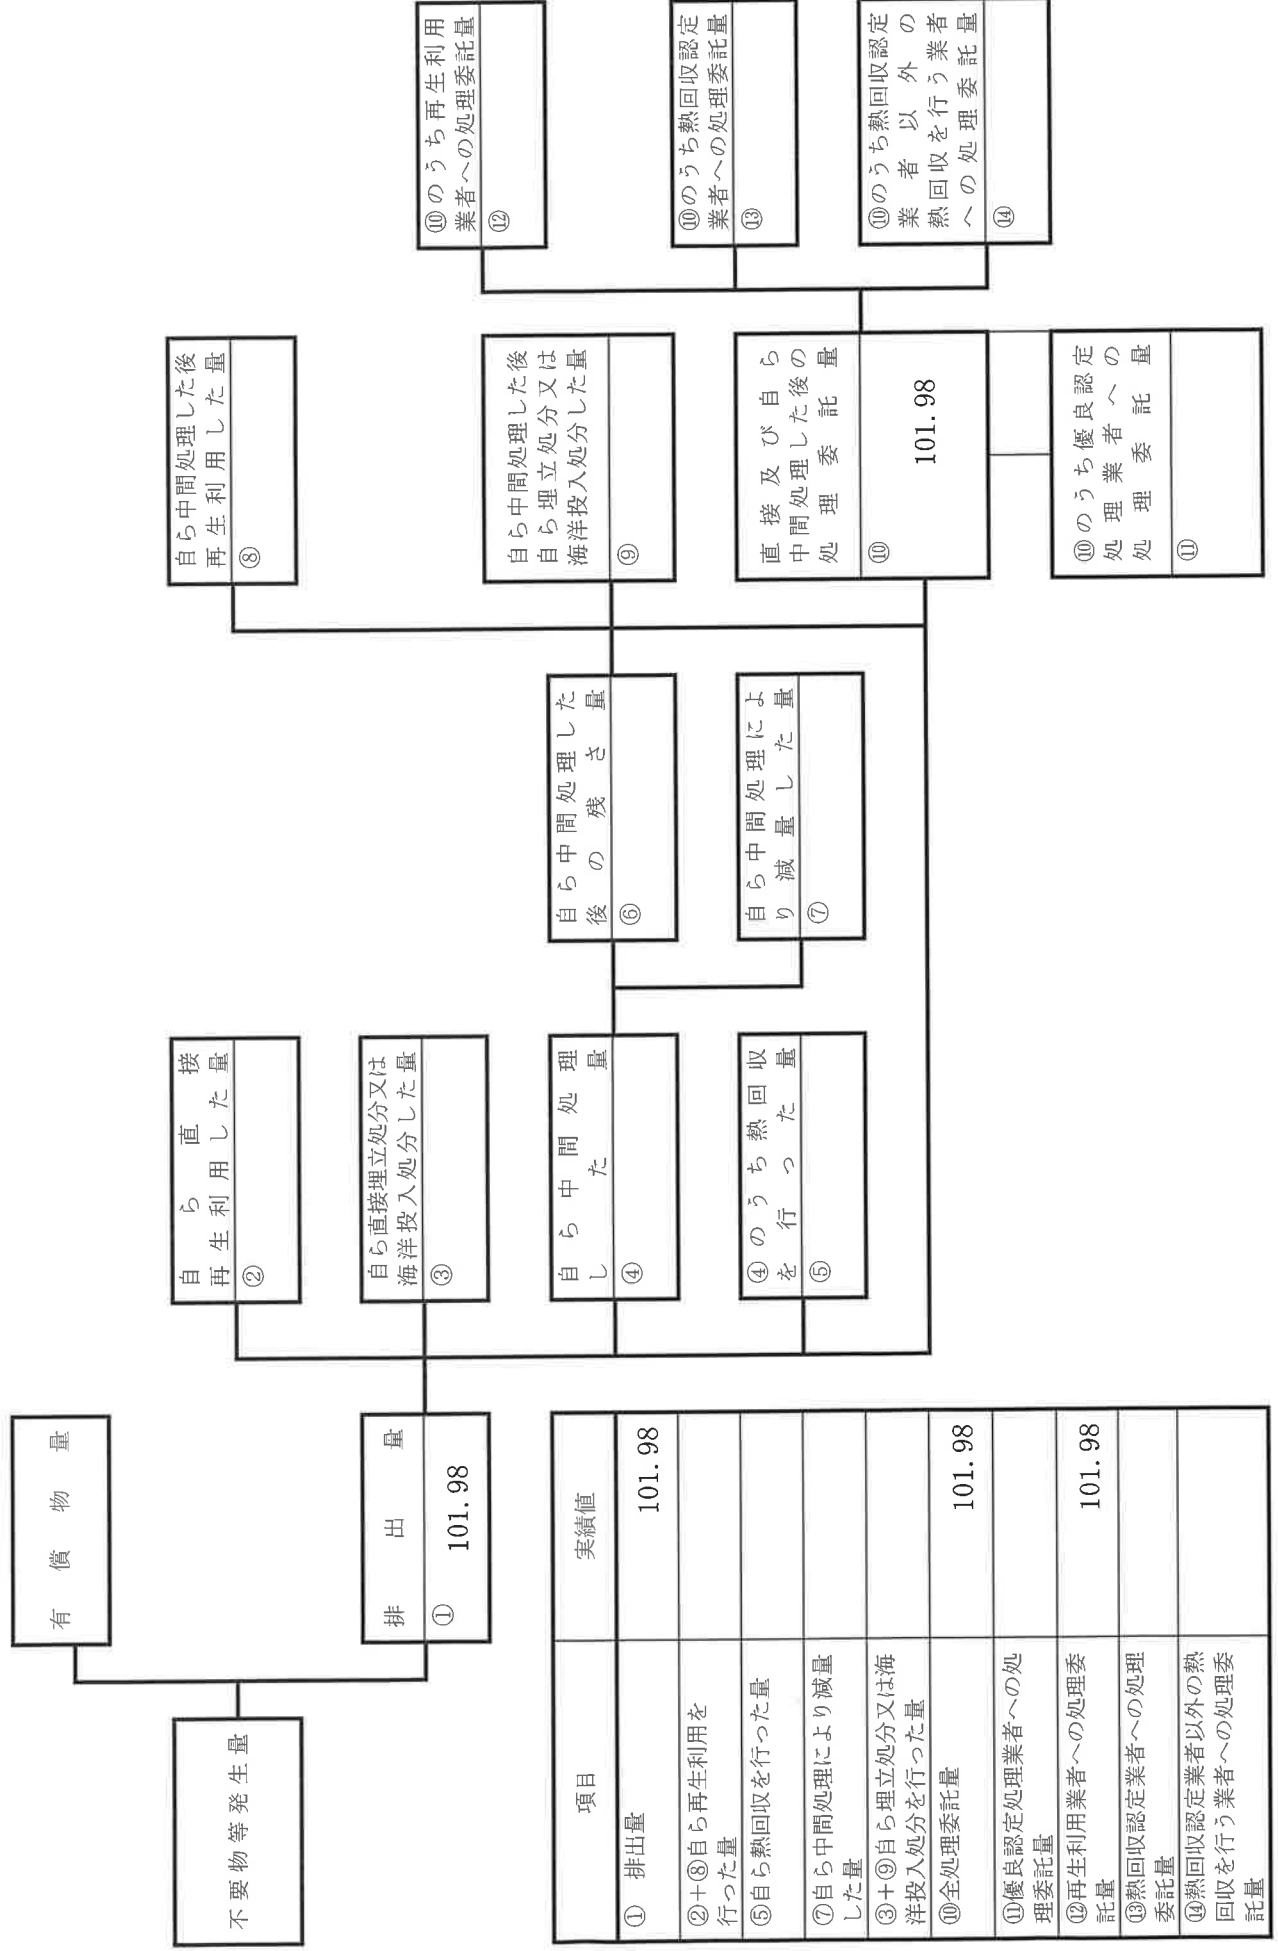 不要物等発生量
有償物量
排出量
① 101.98
自ら直接
再生利用した量
②
自ら直接埋立処分又は
海洋投入処分した量
③
自ら中間処理
した量
④
④のうち熱回収
を行った量
⑤
自ら中間処理した
後の残さ量
⑥
自ら中間処理によ
り減量した量
⑦
自ら中間処理した後
再生利用した量
⑧
自ら中間処理した後
自ら埋立処分又は
海洋投入処分した量
⑨
直接及び自ら
中間処理した後の
処理委託量
⑩ 101.98
⑩のうち優良認定
処理業者への
処理委託量
⑪
⑩のうち再生利用
業者への処理委託量
⑫
⑩のうち熱回収認定
業者への処理委託量
⑬
⑩のうち熱回収認定
業者以外の
熱回収を行う業者
への処理委託量
⑭
項目 実績値
① 排出量 101.98
②+⑧自ら再生利用を
行った量
⑤自ら熱回収を行った量
⑦自ら中間処理により減量
した量
③+⑨自ら埋立処分又は海
洋投入処分を行った量
⑩全処理委託量 101.98
⑪優良認定処理業者への処
理委託量
⑫再生利用業者への処理委
託量 101.98
⑬熱回収認定業者への処理
委託量
⑭熱回収認定業者以外の熱
回収を行う業者への処理委
託量